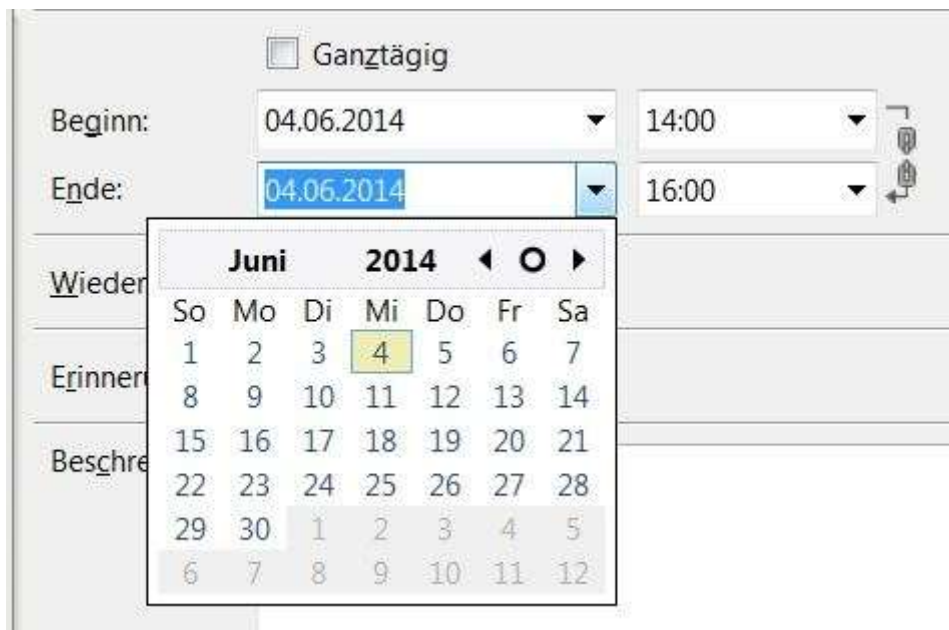 Ganztägig
Beginn: 04.06.2014 14:00
Ende: 04.06.2014 16:00
Juni 2014
Wieder
So Mo Di Mi Do Fr Sa
1 2 3 4 5 6 7
Erinner
8 9 10 11 12 13 14
15 16 17 18 19 20 21
Beschre
22 23 24 25 26 27 28
29 30 1 2 3 4 5
6 7 8 9 10 11 12